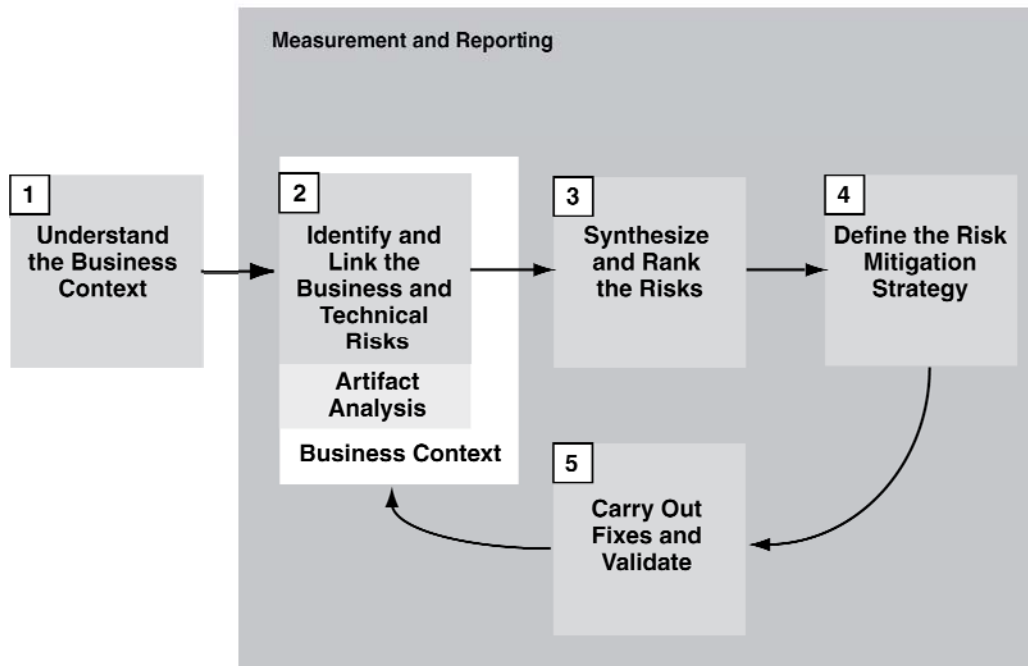 Measurement and Reporting
1
Understand
the Business
Context
2
Identify and
Link the
Business and
Technical
Risks
Artifact
Analysis
Business Context
3
Synthesize
and Rank
the Risks
4
Define the Risk
Mitigation
Strategy
5
Carry Out
Fixes and
Validate